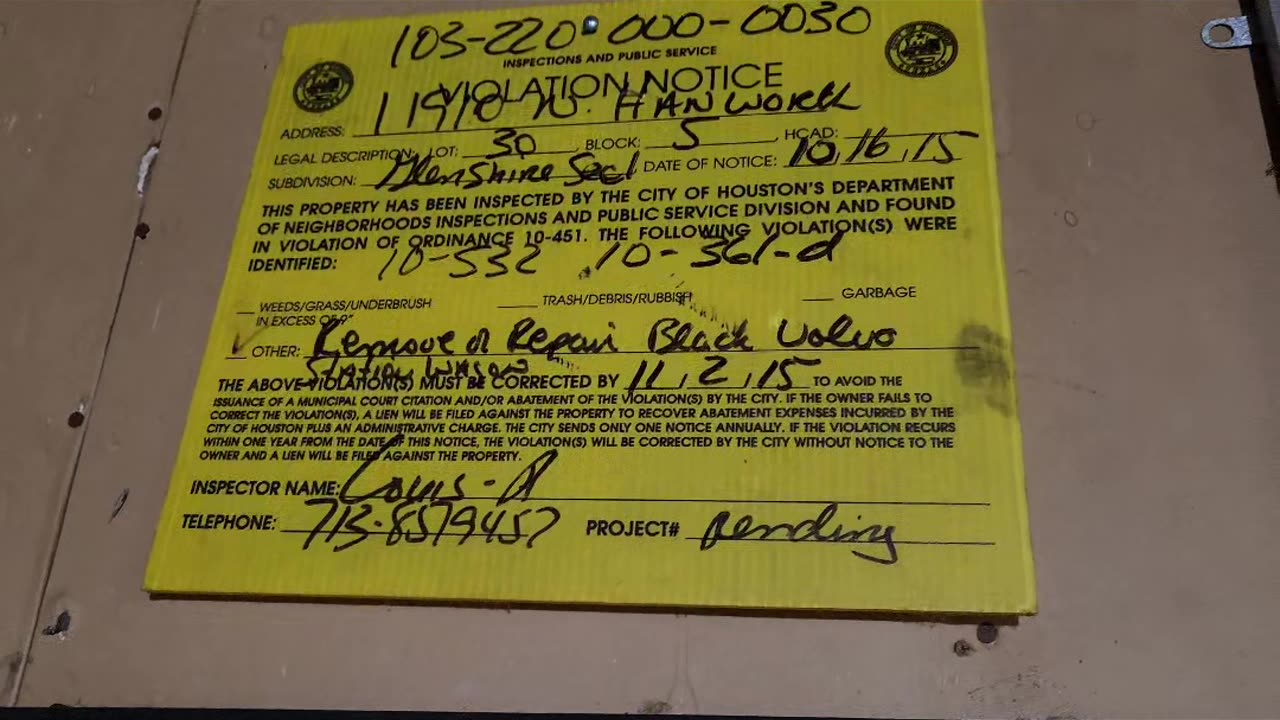 103-220-000-0030
INSPECTIONS AND PUBLIC SERVICE
VIOLATION NOTICE
ADDRESS: 11910 N. HANWORCK
LEGAL DESCRIPTION: LOT: 30 BLOCK: 5 HCAD:
SUBDIVISION: Glenshire Sec1 DATE OF NOTICE: 10,16,15
THIS PROPERTY HAS BEEN INSPECTED BY THE CITY OF HOUSTON'S DEPARTMENT
OF NEIGHBORHOODS INSPECTIONS AND PUBLIC SERVICE DIVISION AND FOUND
IN VIOLATION OF ORDINANCE 10-451. THE FOLLOWING VIOLATION(S) WERE
IDENTIFIED: 10-532 10-361-d
WEEDS/GRASS/UNDERBRUSH TRASH/DEBRIS/RUBBISH GARBAGE
IN EXCESS OF 9"
OTHER: Remove or Repair Black Volvo
STATION WAGON
THE ABOVE VIOLATION(S) MUST BE CORRECTED BY 11, 2, 15 TO AVOID THE
ISSUANCE OF A MUNICIPAL COURT CITATION AND/OR ABATEMENT OF THE VIOLATION(S) BY THE CITY. IF THE OWNER FAILS TO
CORRECT THE VIOLATION(S), A LIEN WILL BE FILED AGAINST THE PROPERTY TO RECOVER ABATEMENT EXPENSES INCURRED BY THE
CITY OF HOUSTON PLUS AN ADMINISTRATIVE CHARGE. THE CITY SENDS ONLY ONE NOTICE ANNUALLY. IF THE VIOLATION RECURS
WITHIN ONE YEAR FROM THE DATE OF THIS NOTICE, THE VIOLATION(S) WILL BE CORRECTED BY THE CITY WITHOUT NOTICE TO THE
OWNER AND A LIEN WILL BE FILED AGAINST THE PROPERTY.
INSPECTOR NAME:
TELEPHONE: 713-8579457 PROJECT# Pending